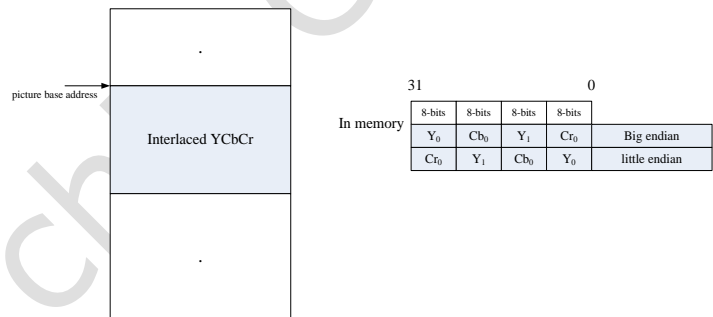 .
picture base address
Interlaced YCbCr
.
31 0
In memory
8-bits 8-bits 8-bits 8-bits
Y₀ Cb₀ Y₁ Cr₀ Big endian
Cr₀ Y₁ Cb₀ Y₀ little endian